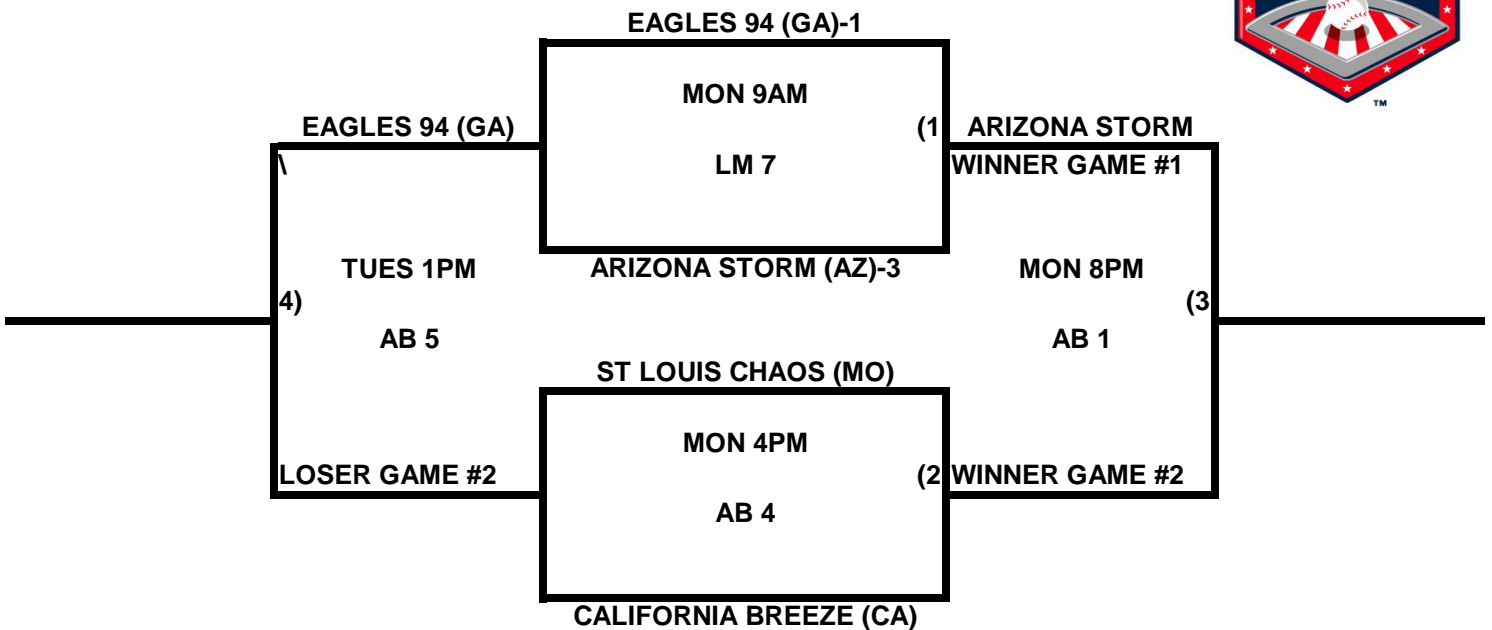 EAGLES 94 (GA)-1
MON 9AM
EAGLES 94 (GA)
(1
ARIZONA STORM
\
LM 7
WINNER GAME #1
TUES 1PM
ARIZONA STORM (AZ)-3
MON 8PM
4)
(3
AB 5
AB 1
ST LOUIS CHAOS (MO)
MON 4PM
LOSER GAME #2
(2
WINNER GAME #2
AB 4
CALIFORNIA BREEZE (CA)
TM